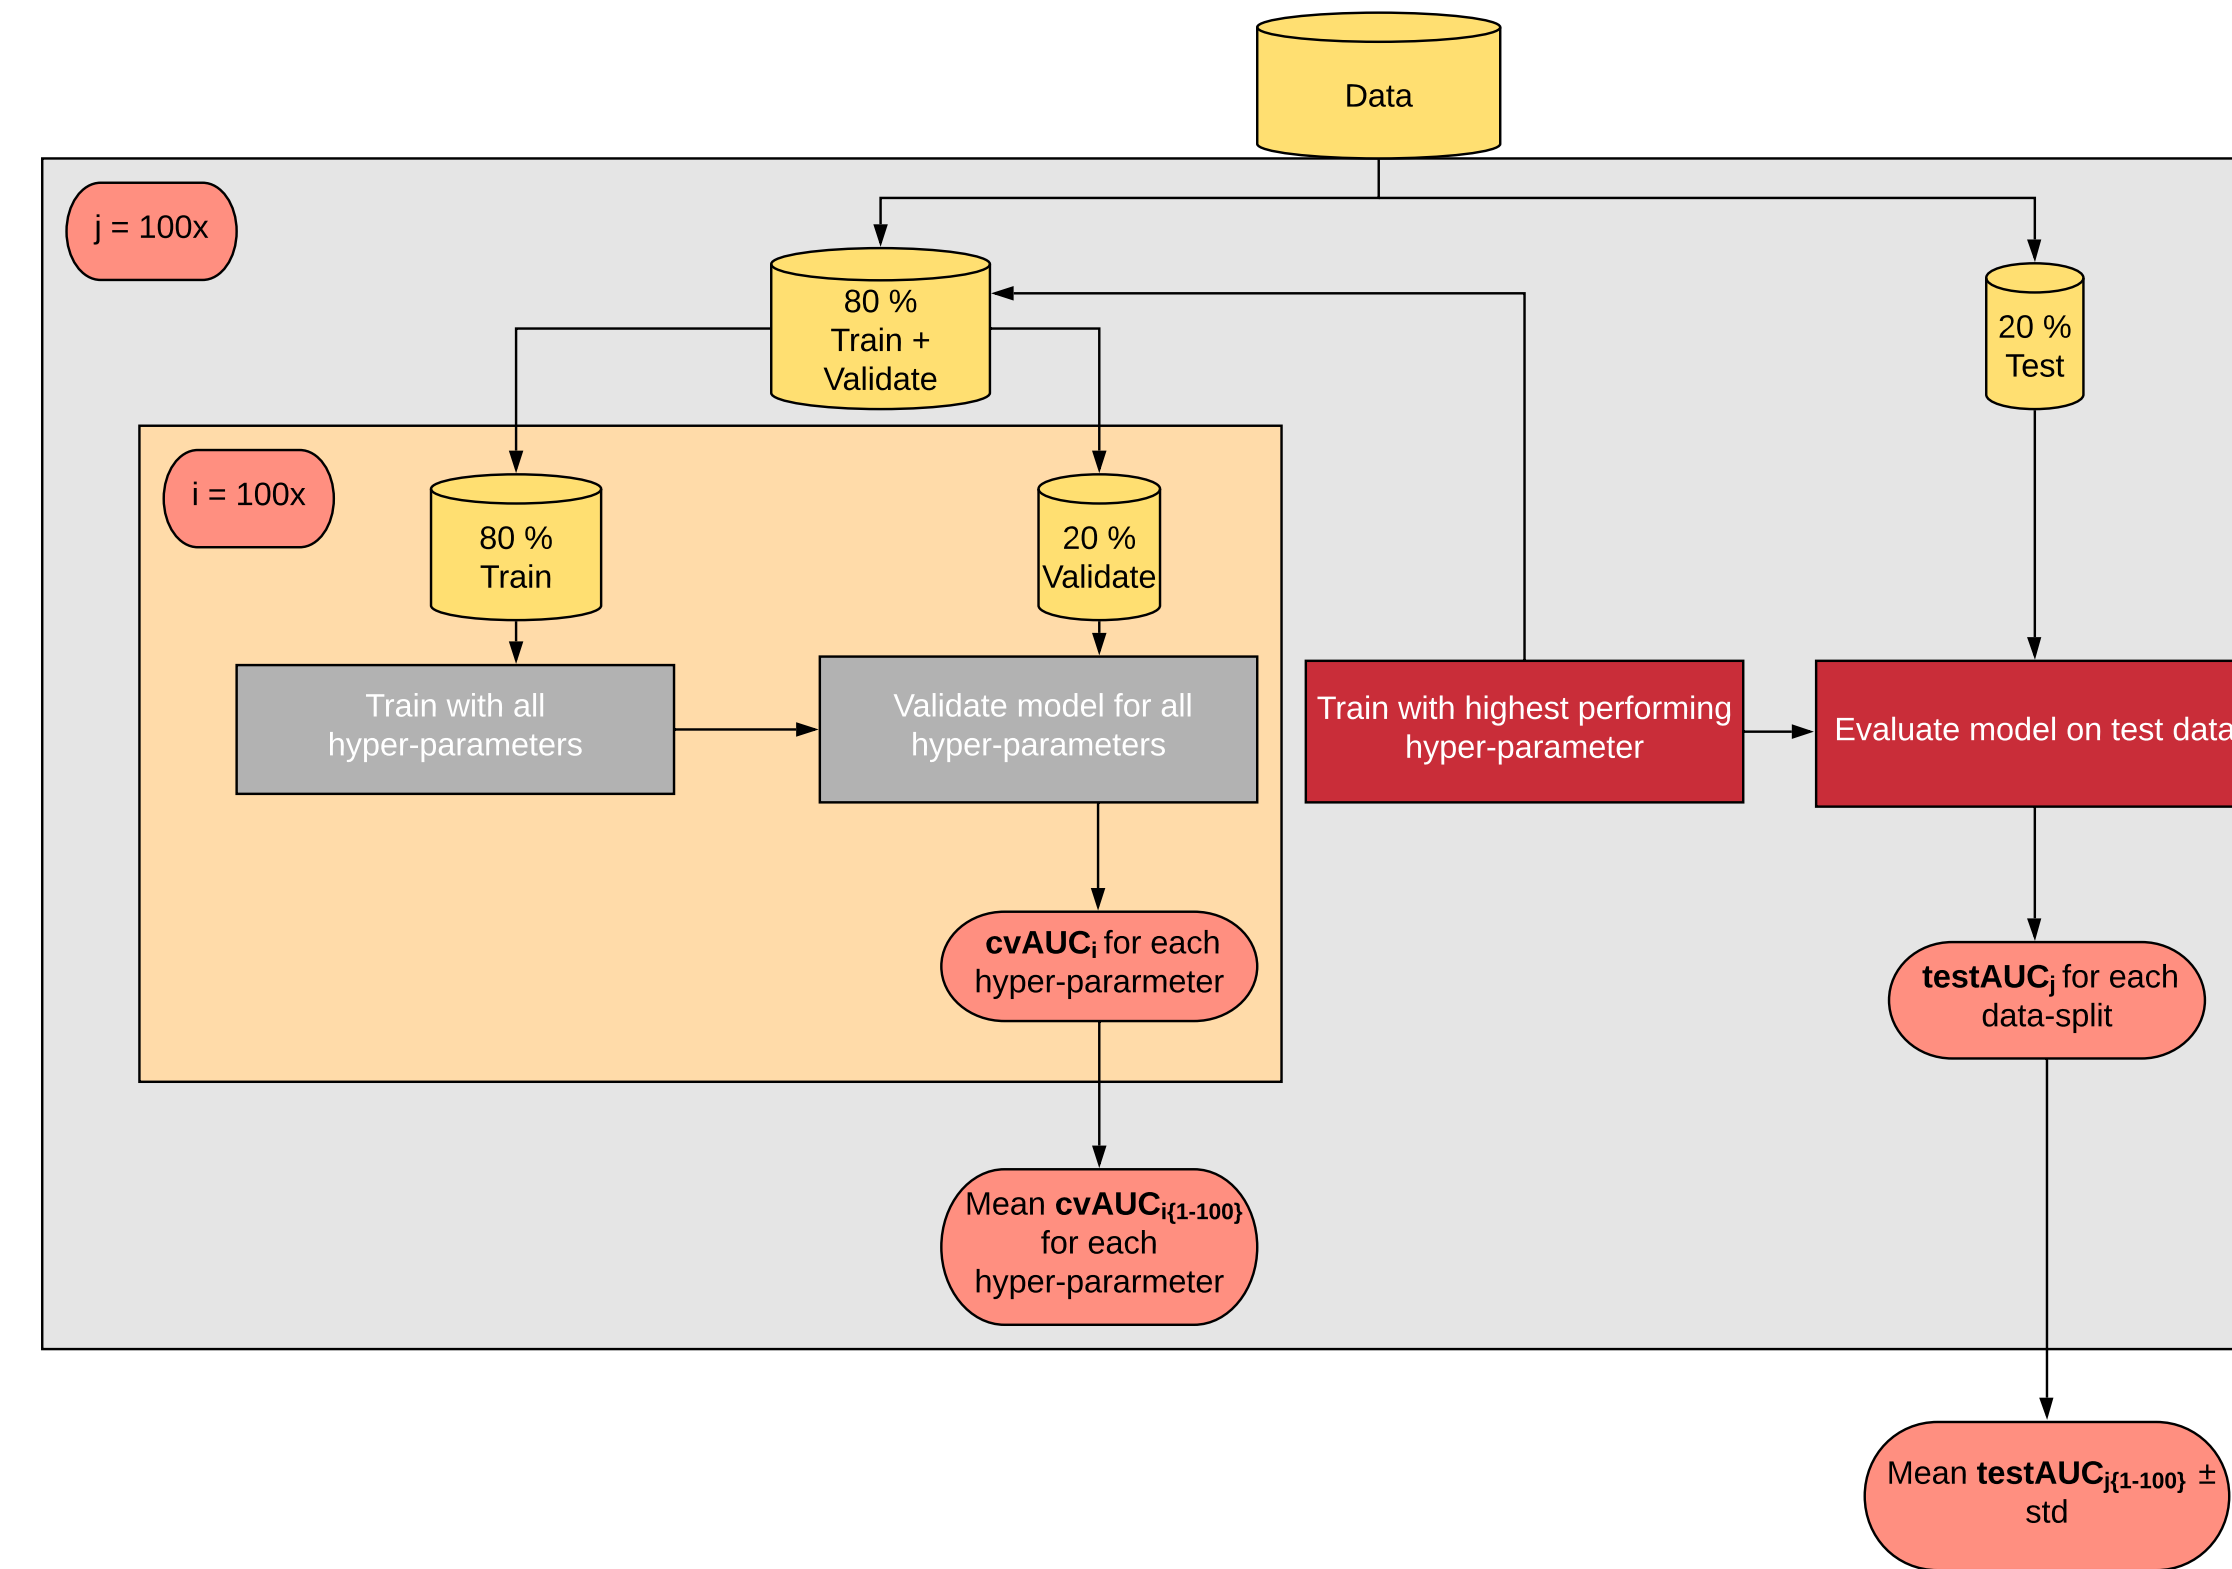 Data
j = 100x
80 %
Train +
Validate
20 %
Test
i = 100x
80 %
Train
20 %
Validate
Train with all
hyper-parameters
Validate model for all
hyper-parameters
Train with highest performing
hyper-parameter
Evaluate model on test data
cvAUCi for each
hyper-pararmeter
testAUCj for each
data-split
Mean cvAUCi{1-100}
for each
hyper-pararmeter
Mean testAUCj{1-100} ±
std